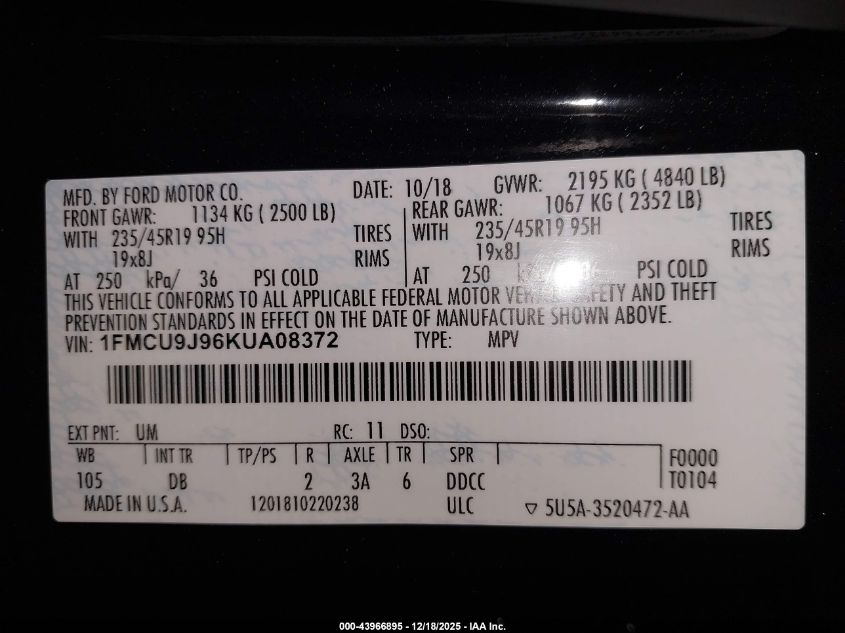 MFD. BY FORD MOTOR CO. DATE: 10/18 GVWR: 2195 KG ( 4840 LB)
FRONT GAWR: 1134 KG ( 2500 LB) REAR GAWR: 1067 KG ( 2352 LB)
WITH 235/45R19 95H TIRES WITH 235/45R19 95H TIRES
19x8J RIMS 19x8J RIMS
AT 250 kPa/ 36 PSI COLD AT 250 PSI COLD
THIS VEHICLE CONFORMS TO ALL APPLICABLE FEDERAL MOTOR VEHICLE SAFETY AND THEFT
PREVENTION STANDARDS IN EFFECT ON THE DATE OF MANUFACTURE SHOWN ABOVE.
VIN: 1FMCU9J96KUA08372 TYPE: MPV
EXT PNT: UM RC: 11 DSO:
WB INT TR TP/PS R AXLE TR SPR F0000
105 DB 2 3A 6 DDCC T0104
MADE IN U.S.A. 1201810220238 ULC ▽ 5U5A-3520472-AA
000-43966895 - 12/18/2025 - IAA Inc.